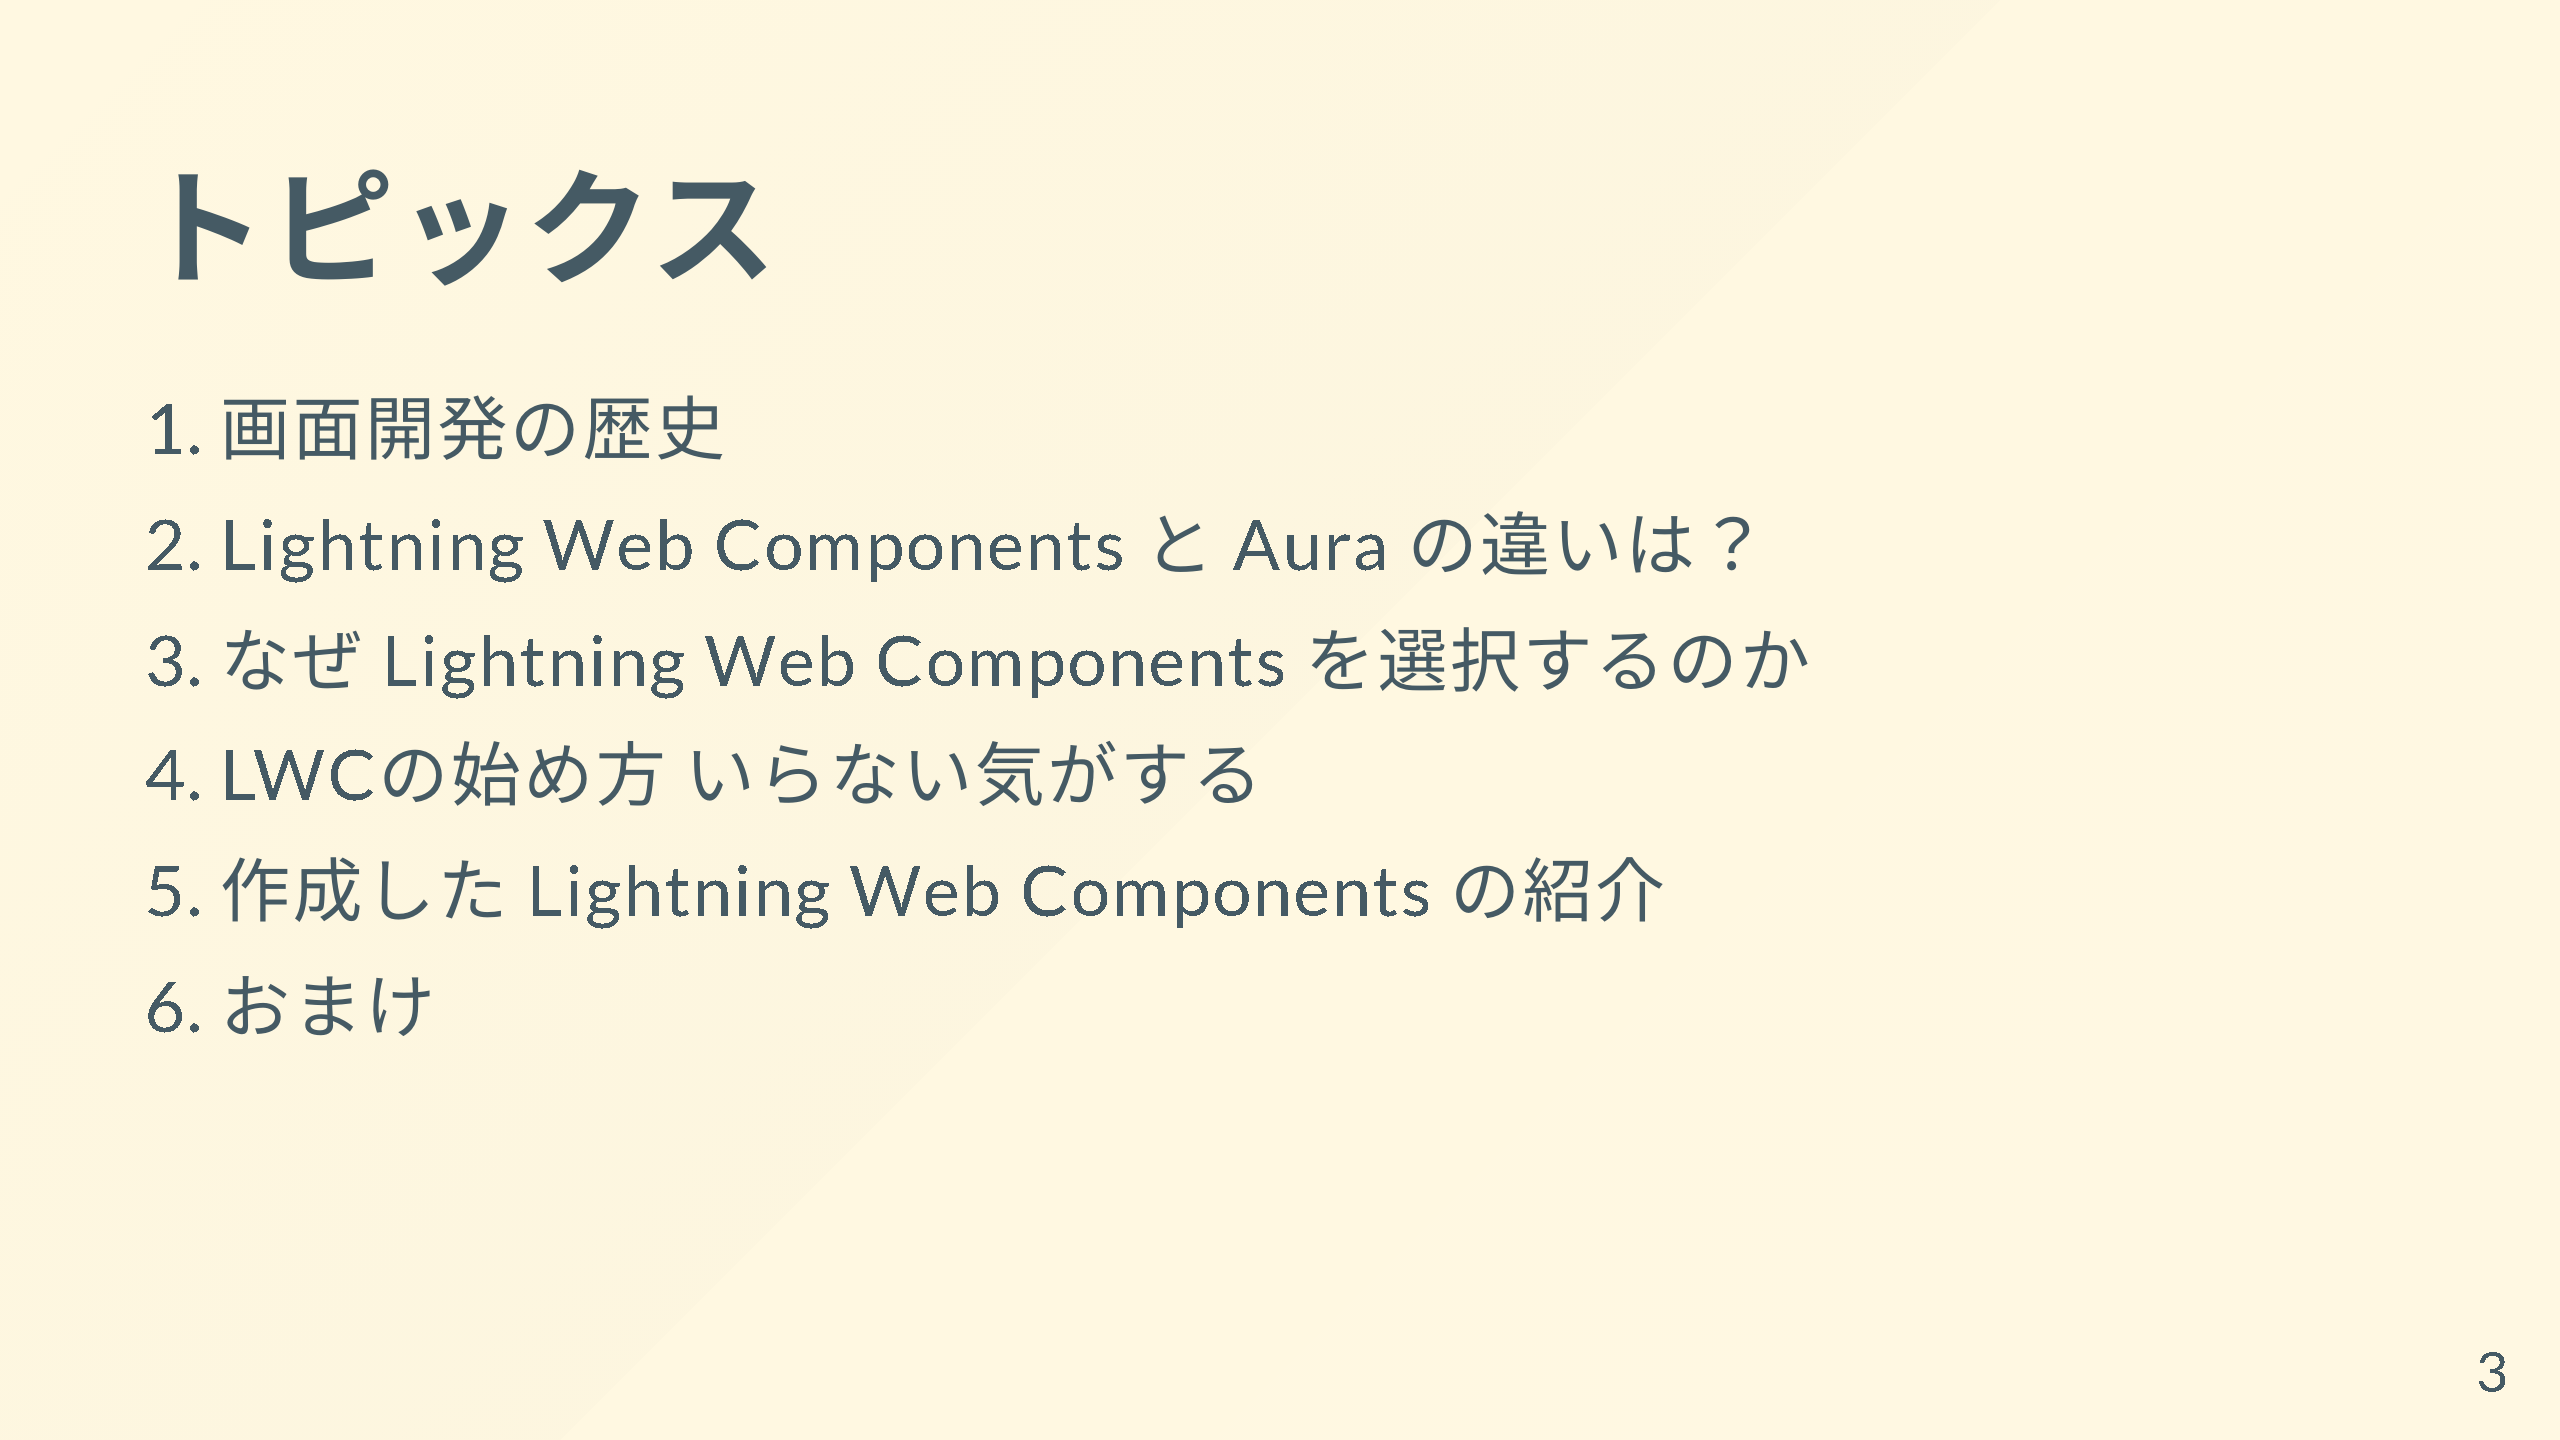 トピックス
1. 画面開発の歴史
2. Lightning Web Components と Aura の違いは？
3. なぜ Lightning Web Components を選択するのか
4. LWCの始め方 いらない気がする
5. 作成した Lightning Web Components の紹介
6. おまけ
3